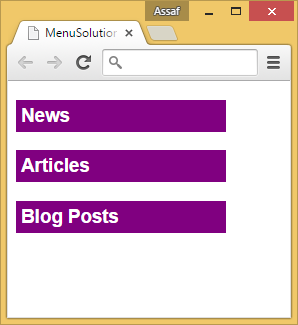 Assaf
MenuSolution
News
Articles
Blog Posts